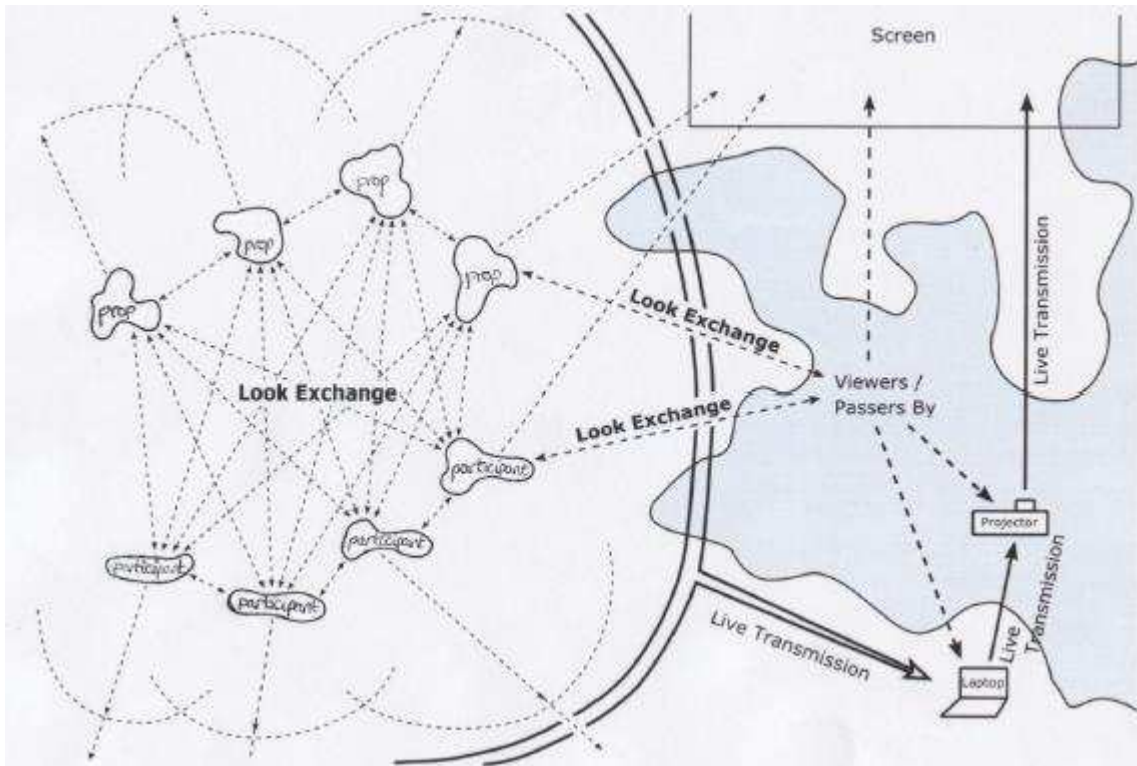 Screen
prop
prop
prop
prop
Look Exchange
Look Exchange
Live Transmission
Viewers /
Passers By
Look Exchange
participant
participant
participant
participant
Projector
Live Transmission
Live
Transmission
Laptop